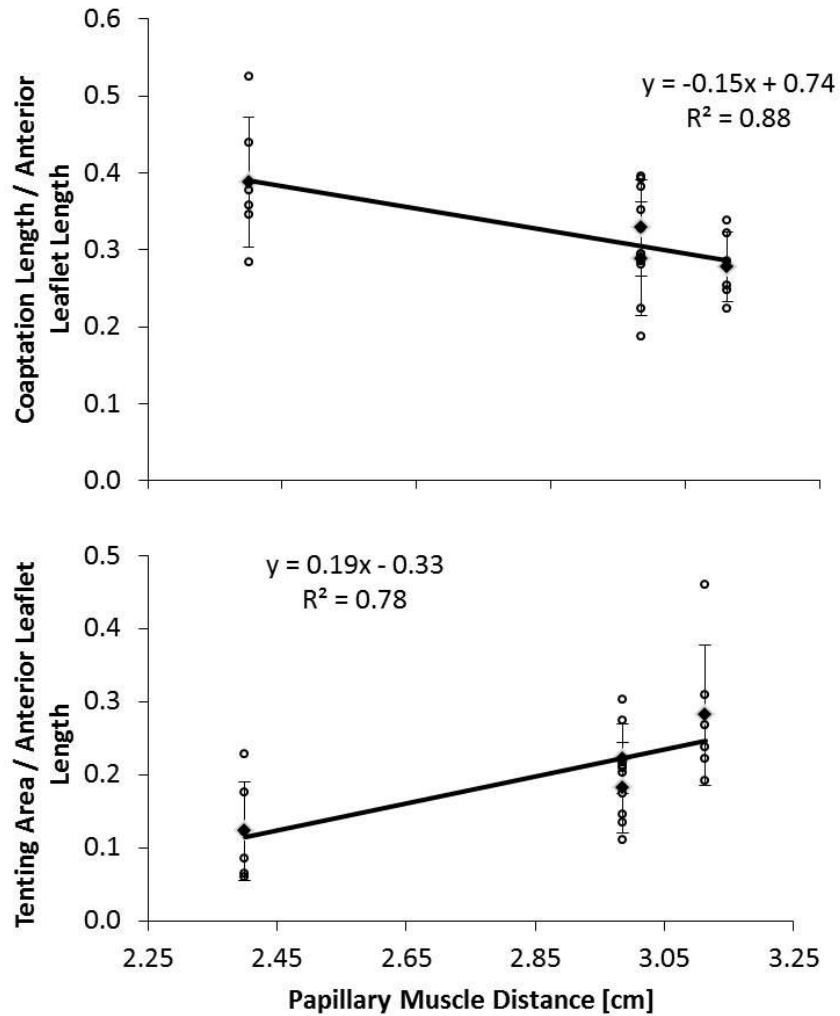 0.6
0.5
0.4
0.3
0.2
0.1
0.0
Coaptation Length / Anterior
Leaflet Length
y = -0.15x + 0.74
R² = 0.88
0.5
0.4
0.3
0.2
0.1
0.0
Tenting Area / Anterior Leaflet
Length
y = 0.19x - 0.33
R² = 0.78
2.25 2.45 2.65 2.85 3.05 3.25
Papillary Muscle Distance [cm]